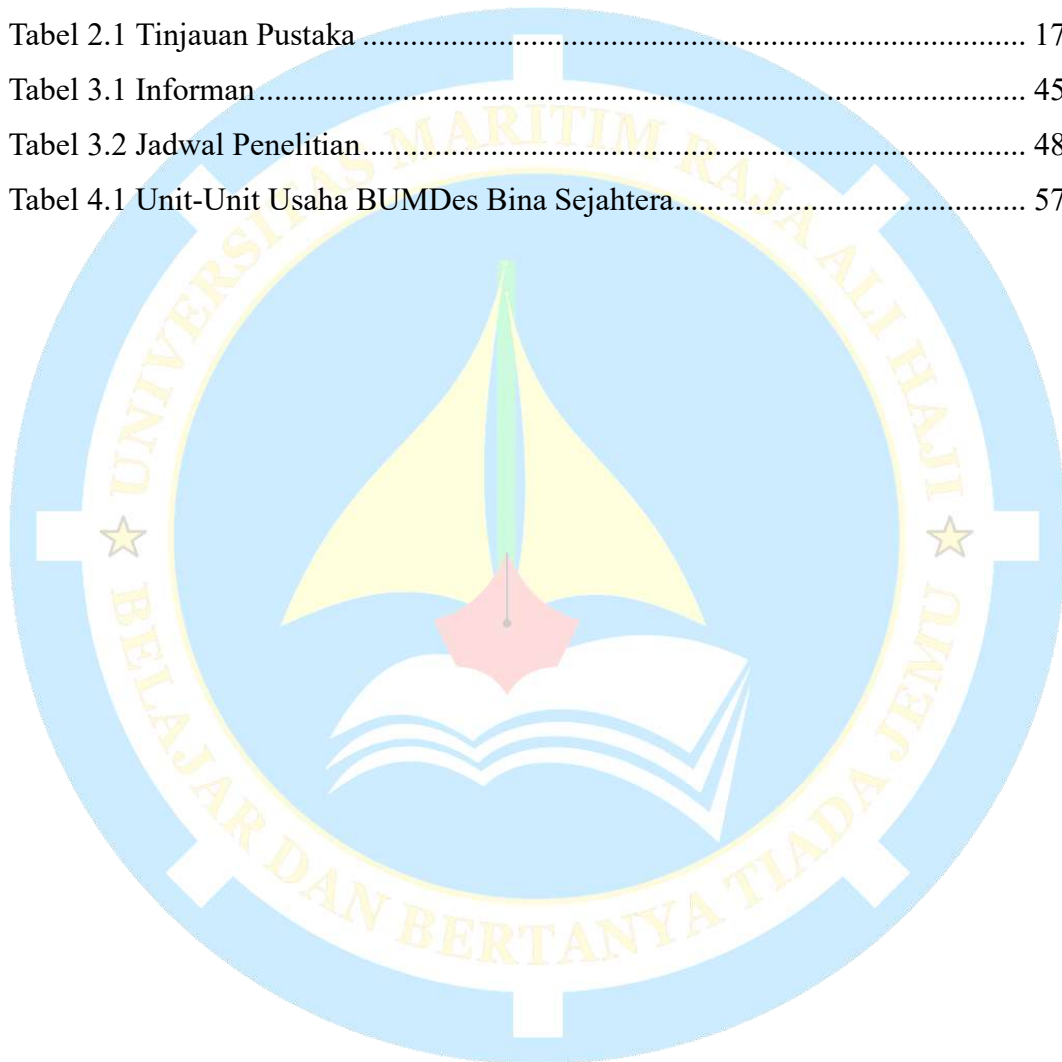 Tabel 2.1 Tinjauan Pustaka ........................................................................................ 17
Tabel 3.1 Informan ........................................................................................ 45
Tabel 3.2 Jadwal Penelitian ........................................................................................ 48
Tabel 4.1 Unit-Unit Usaha BUMDes Bina Sejahtera ........................................................................................ 57
UNIVERSITAS MARITIM RAJA ALI HAJI
BELAJAR DAN BERTANYA TIADA JEMU